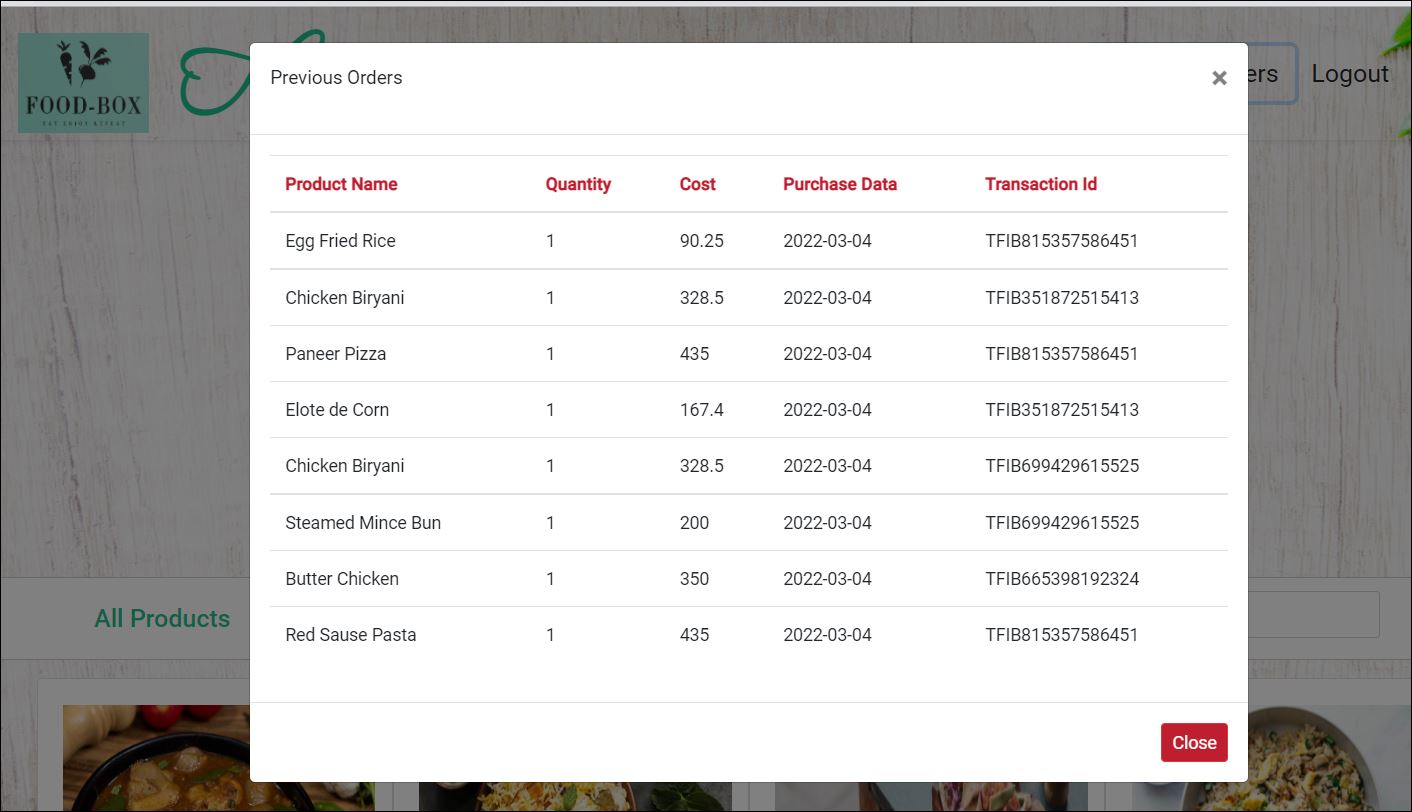 FOOD-BOX
EAT ENJOY REPEAT
Logout
Previous Orders
×
Product Name Quantity Cost Purchase Data Transaction Id
Egg Fried Rice 1 90.25 2022-03-04 TFIB815357586451
Chicken Biryani 1 328.5 2022-03-04 TFIB351872515413
Paneer Pizza 1 435 2022-03-04 TFIB815357586451
Elote de Corn 1 167.4 2022-03-04 TFIB351872515413
Chicken Biryani 1 328.5 2022-03-04 TFIB699429615525
Steamed Mince Bun 1 200 2022-03-04 TFIB699429615525
Butter Chicken 1 350 2022-03-04 TFIB665398192324
Red Sause Pasta 1 435 2022-03-04 TFIB815357586451
All Products
Close